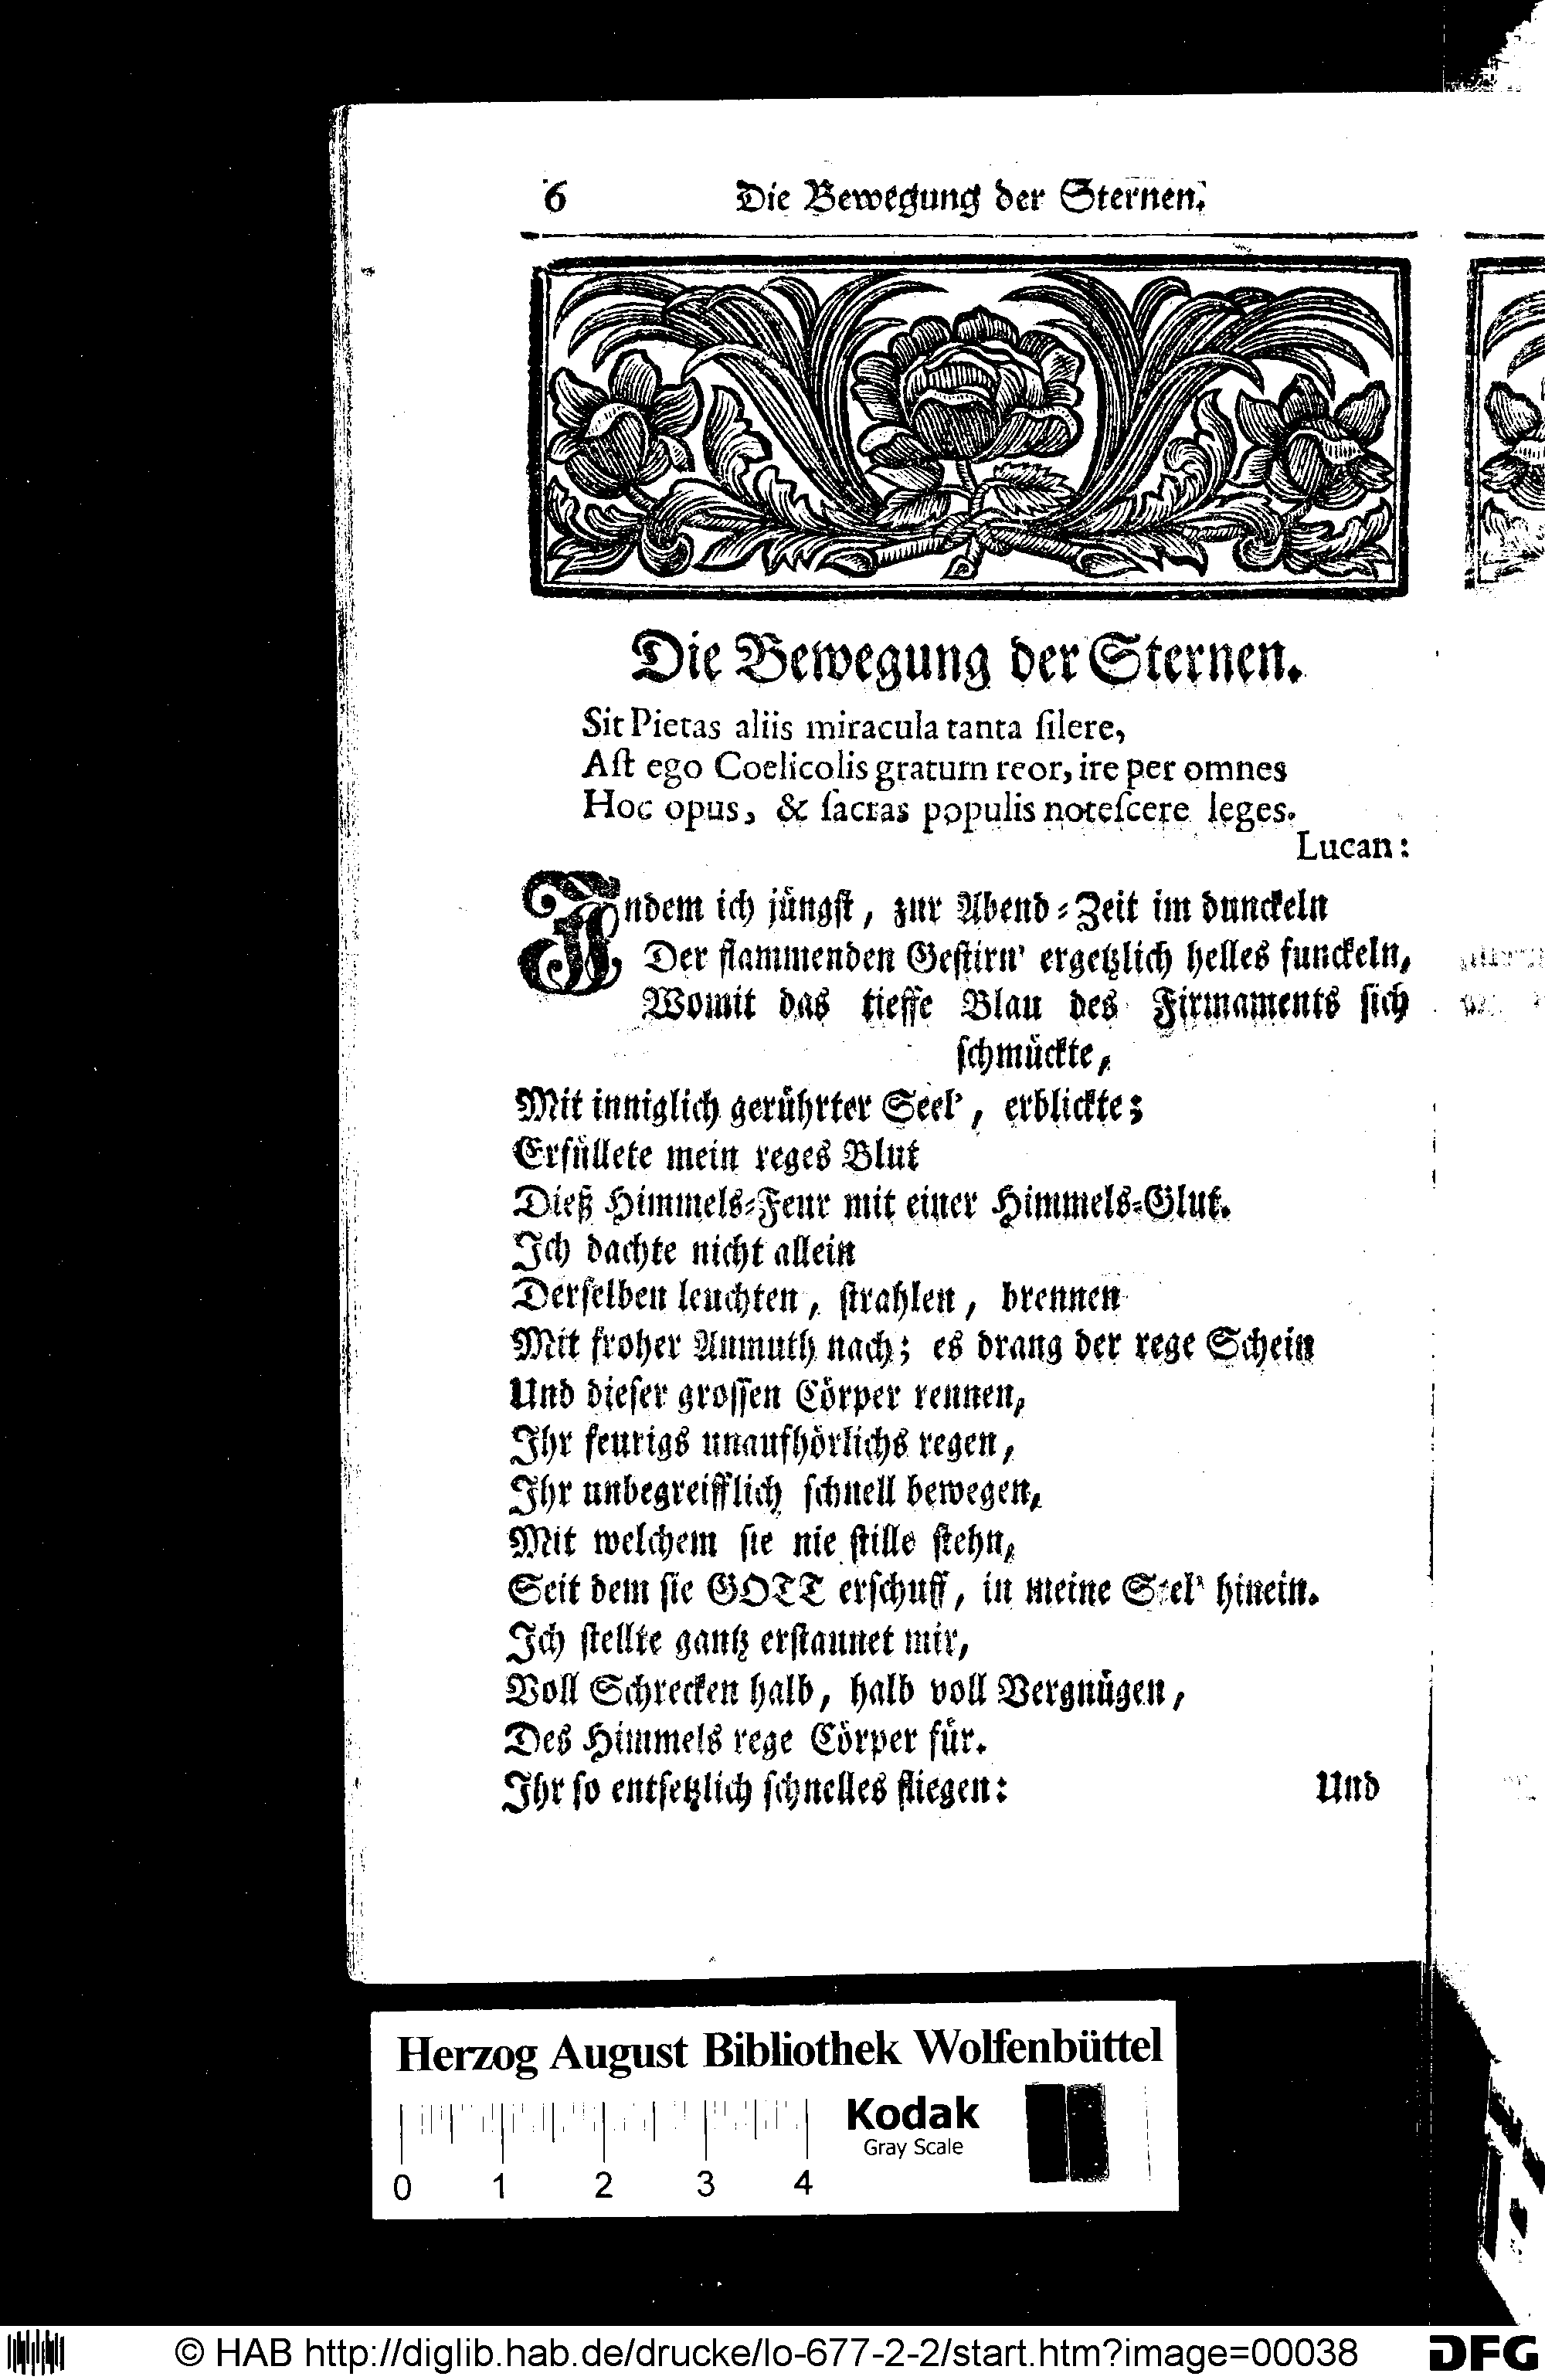 6 Die Bewegung der Sternen.
Die Bewegung der Sternen.
Sit Pietas aliis miracula tanta ſilere,
Aſt ego Coelicolis gratum reor, ire per omnes
Hoc opus, & ſacras populis noteſcere leges.
Lucan:
Indem ich jüngſt, zur Abend-Zeit im dunckeln
Der flammenden Geſtirn' ergetzlich helles funckeln,
Womit das tieffe Blau des Firmaments ſich
ſchmückte,
Mit inniglich gerührter Seel', erblickte;
Erfüllete mein reges Blut
Dieß Himmels-Feur mit einer Himmels-Glut.
Ich dachte nicht allein
Derſelben leuchten, ſtrahlen, brennen
Mit froher Anmuth nach; es drang der rege Schein
Und dieſer groſſen Cörper rennen,
Ihr feurigs unaufhörlichs regen,
Ihr unbegreifflich ſchnell bewegen,
Mit welchem ſie nie ſtille ſtehn,
Seit dem ſie GOTT erſchuff, in meine Seel' hinein.
Ich ſtellte gantz erſtaunet mir,
Voll Schrecken halb, halb voll Vergnügen,
Des Himmels rege Cörper für.
Ihr ſo entſetzlich ſchnelles fliegen:
Und
Herzog August Bibliothek Wolfenbüttel
Kodak
Gray Scale
0 1 2 3 4
© HAB http://diglib.hab.de/drucke/lo-677-2-2/start.htm?image=00038
DFG